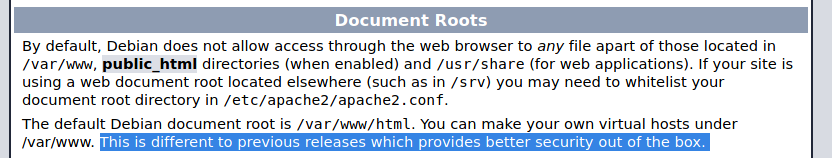 Document Roots
By default, Debian does not allow access through the web browser to any file apart of those located in
/var/www, public_html directories (when enabled) and /usr/share (for web applications). If your site is
using a web document root located elsewhere (such as in /srv) you may need to whitelist your
document root directory in /etc/apache2/apache2.conf.
The default Debian document root is /var/www/html. You can make your own virtual hosts under
/var/www. This is different to previous releases which provides better security out of the box.